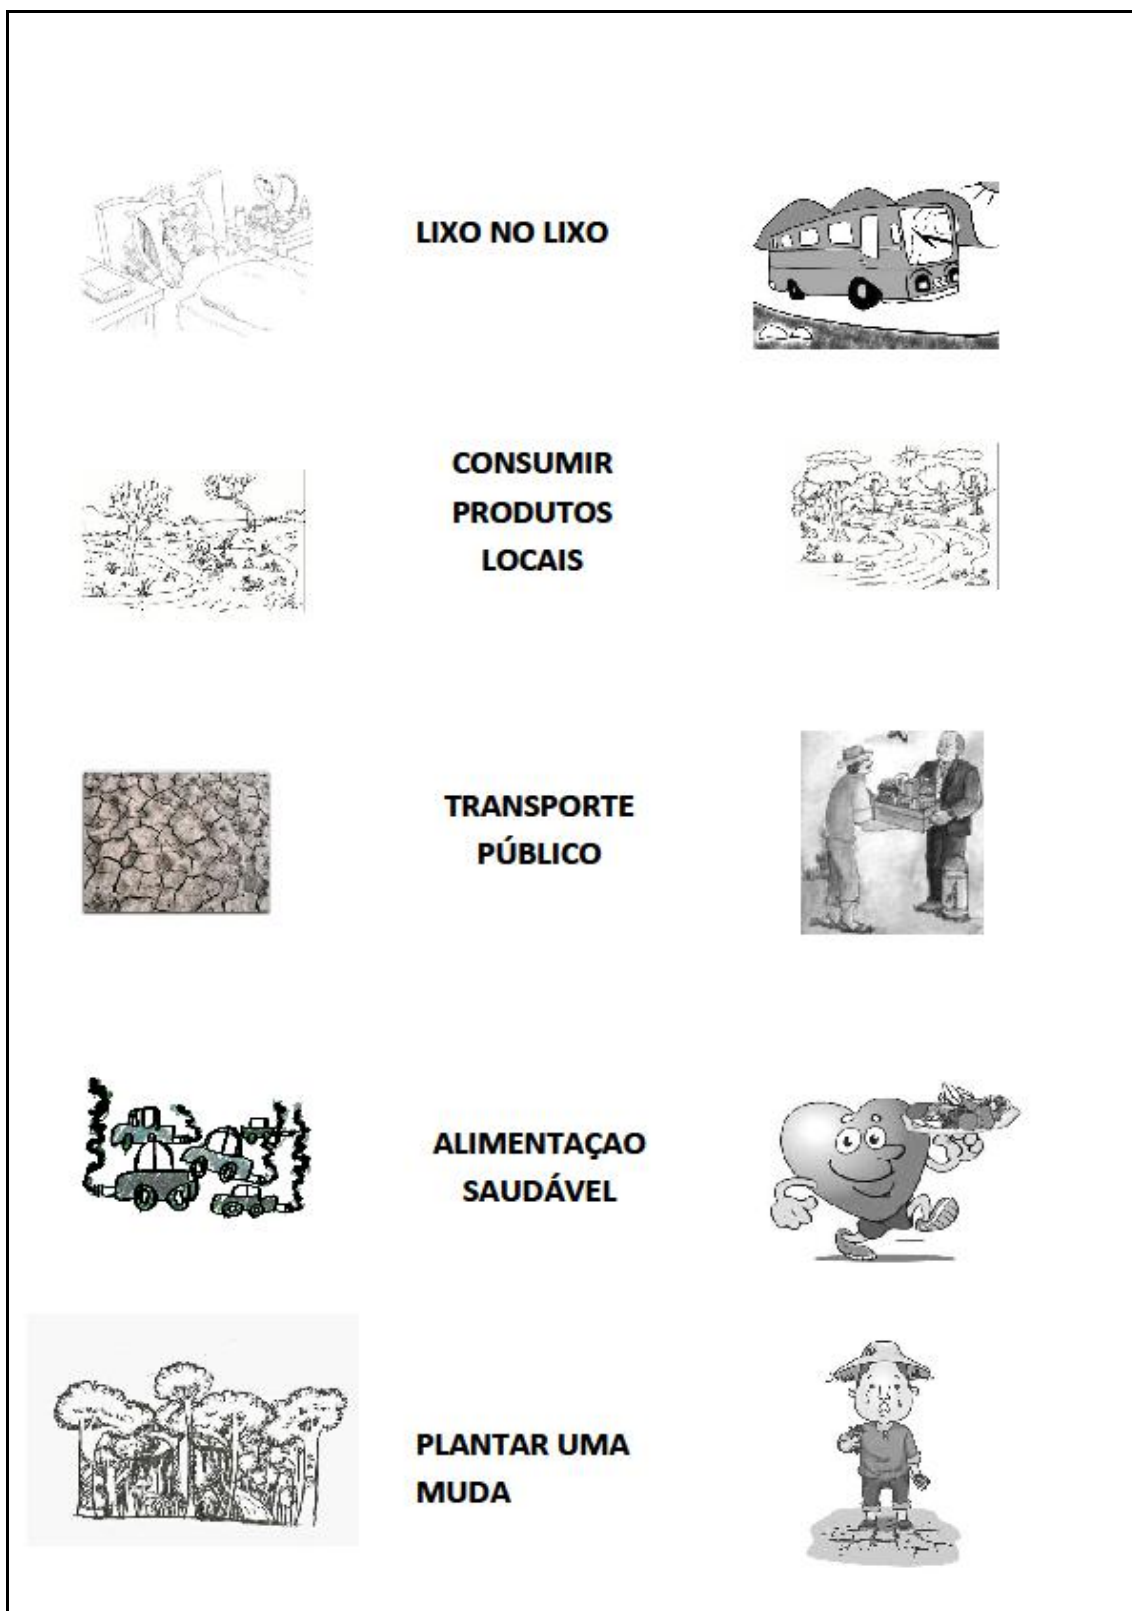 LIXO NO LIXO
CONSUMIR
PRODUTOS
LOCAIS
TRANSPORTE
PÚBLICO
ALIMENTAÇAO
SAUDÁVEL
PLANTAR UMA
MUDA